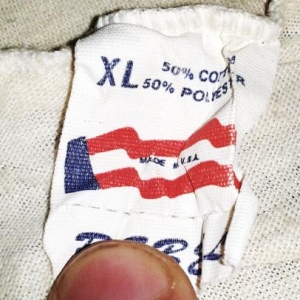 XL 50% COTTON
50% POLYESTER
MADE IN U.S.A